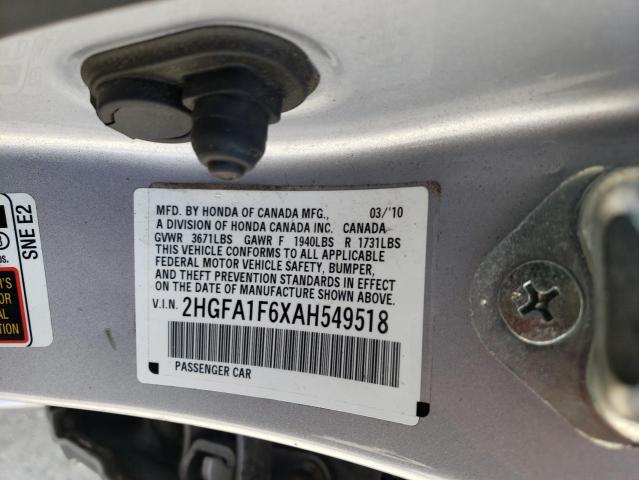 MFD. BY HONDA OF CANADA MFG., 03/'10
A DIVISION OF HONDA CANADA INC. CANADA
GVWR 3671LBS GAWR F 1940LBS R 1731LBS
THIS VEHICLE CONFORMS TO ALL APPLICABLE
FEDERAL MOTOR VEHICLE SAFETY, BUMPER,
AND THEFT PREVENTION STANDARDS IN EFFECT
ON THE DATE OF MANUFACTURE SHOWN ABOVE.
V.I.N. 2HGFA1F6XAH549518
PASSENGER CAR
SNE E2